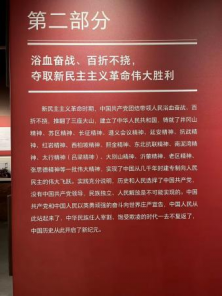 第二部分
浴血奋战、百折不挠，
夺取新民主主义革命伟大胜利
新民主主义革命时期，中国共产党团结带领人民浴血奋战、百
折不挠，推翻了三座大山，建立了中华人民共和国，铸就了井冈山
精神、苏区精神、长征精神、遵义会议精神、延安精神、抗战精
神、红岩精神、西柏坡精神、照金精神、东北抗联精神、南泥湾精
神、太行精神（吕梁精神）、大别山精神、沂蒙精神、老区精神、
张思德精神等一批伟大精神，实现了中国从几千年封建专制向人民
民主的伟大飞跃。实践充分说明，历史和人民选择了中国共产党，
没有中国共产党领导，民族独立、人民解放是不可能实现的。中国
共产党和中国人民以英勇顽强的奋斗向世界庄严宣告，中国人民从
此站起来了，中华民族任人宰割、饱受欺凌的时代一去不复返了，
中国历史从此开启了新纪元。